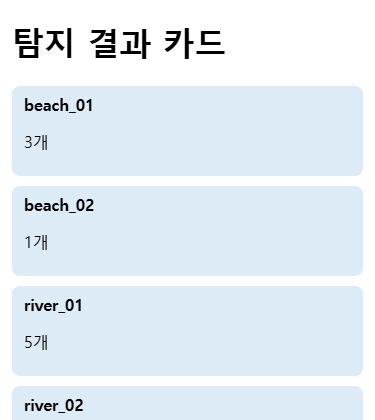 탐지 결과 카드
beach_01
3개
beach_02
1개
river_01
5개
river_02